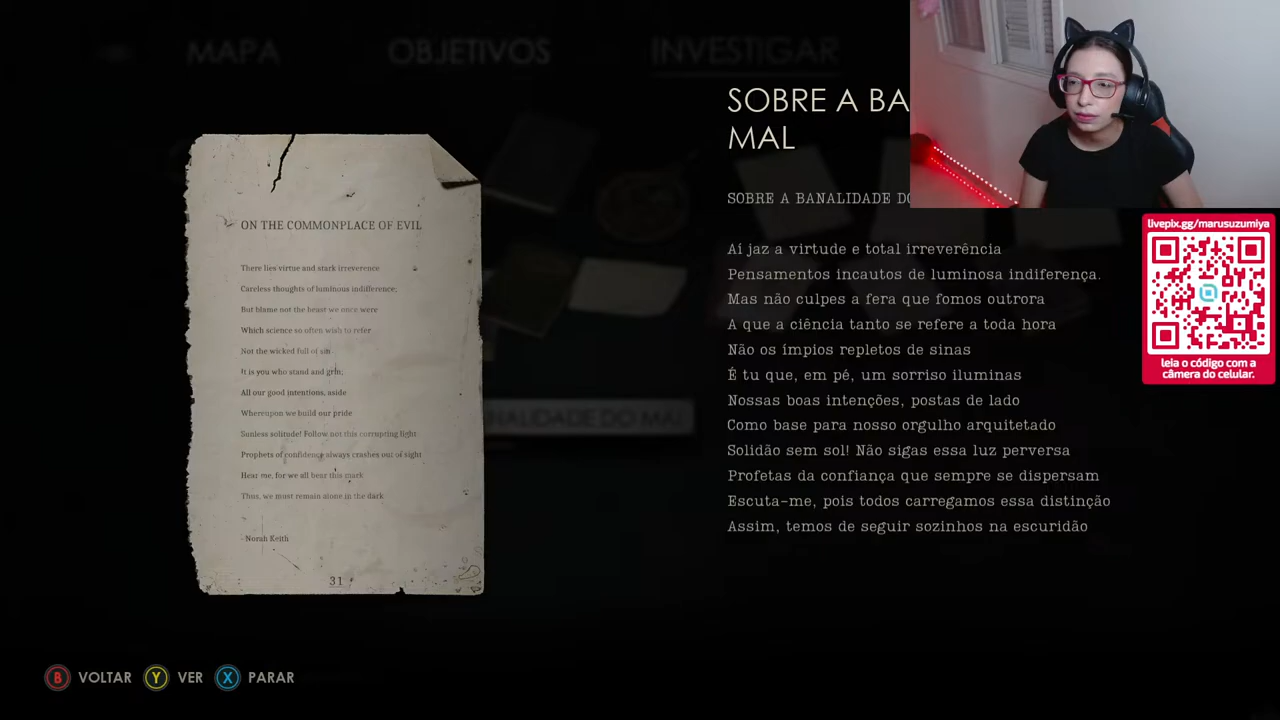 MAPA
OBJETIVOS
INVESTIGAR
ON THE COMMONPLACE OF EVIL
There lies virtue and stark irreverence
Careless thoughts of luminous indifference;
But blame not the beast we once were
Which science so often wish to refer
Not the wicked full of sin
It is you who stand and grin;
All our good intentions, aside
Whereupon we build our pride
Sunless solitude! Follow not this corrupting light
Prophets of confidence always crashes out of sight
Hear me, for we all bear this mark
Thus, we must remain alone in the dark
-Norah Keith
31
SOBRE A BA
MAL
SOBRE A BANALIDADE DO
Aí jaz a virtude e total irreverência
Pensamentos incautos de luminosa indiferença.
Mas não culpes a fera que fomos outrora
A que a ciência tanto se refere a toda hora
Não os ímpios repletos de sinas
É tu que, em pé, um sorriso iluminas
Nossas boas intenções, postas de lado
Como base para nosso orgulho arquitetado
Solidão sem sol! Não sigas essa luz perversa
Profetas da confiança que sempre se dispersam
Escuta-me, pois todos carregamos essa distinção
Assim, temos de seguir sozinhos na escuridão
NALIDADE DO MAL
livepix.gg/marusuzumiya
leia o código com a
câmera do celular.
B VOLTAR Y VER X PARAR